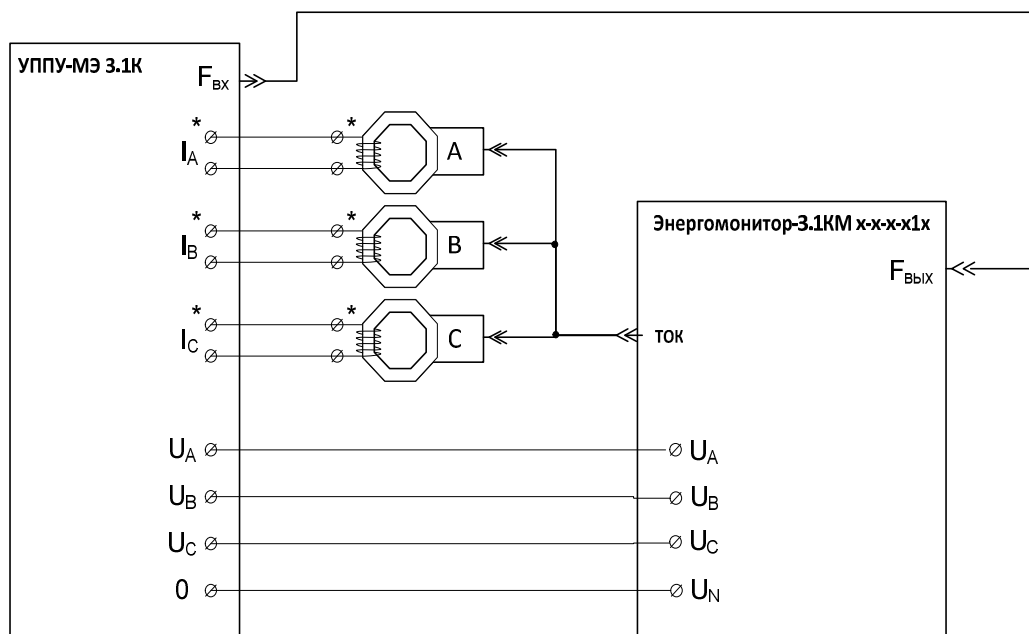 УППУ-МЭ 3.1К
Fвх
* *
IA
A
* *
IB
B
* *
IC
C
Энергомонитор-3.1КМ х-х-х-х1х
Fвых
ток
UA UA
UB UB
UC UC
0 UN